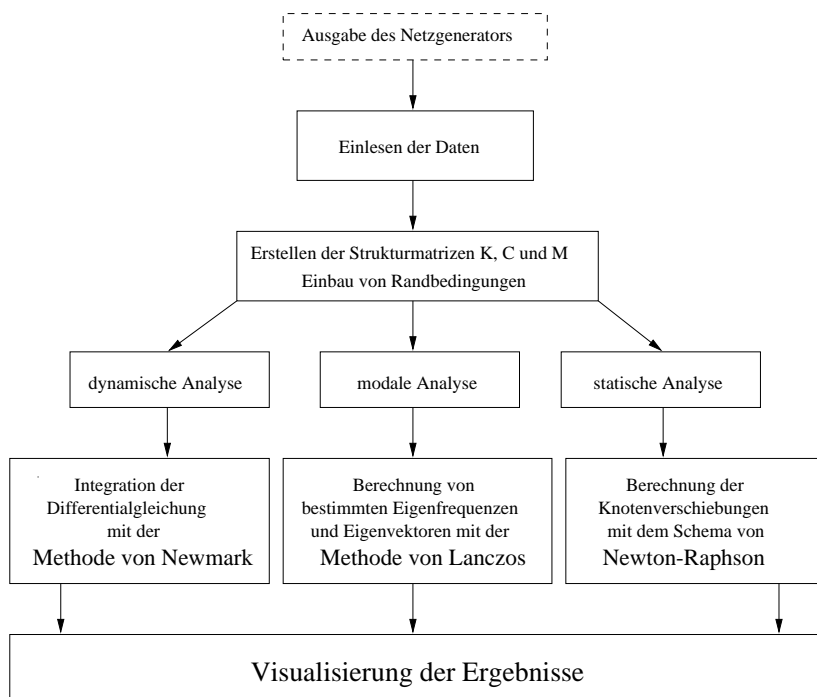 Ausgabe des Netzgenerators
Einlesen der Daten
Erstellen der Strukturmatrizen K, C und M
Einbau von Randbedingungen
dynamische Analyse
modale Analyse
statische Analyse
Integration der
Differentialgleichung
mit der
Methode von Newmark
Berechnung von
bestimmten Eigenfrequenzen
und Eigenvektoren mit der
Methode von Lanczos
Berechnung der
Knotenverschiebungen
mit dem Schema von
Newton-Raphson
Visualisierung der Ergebnisse